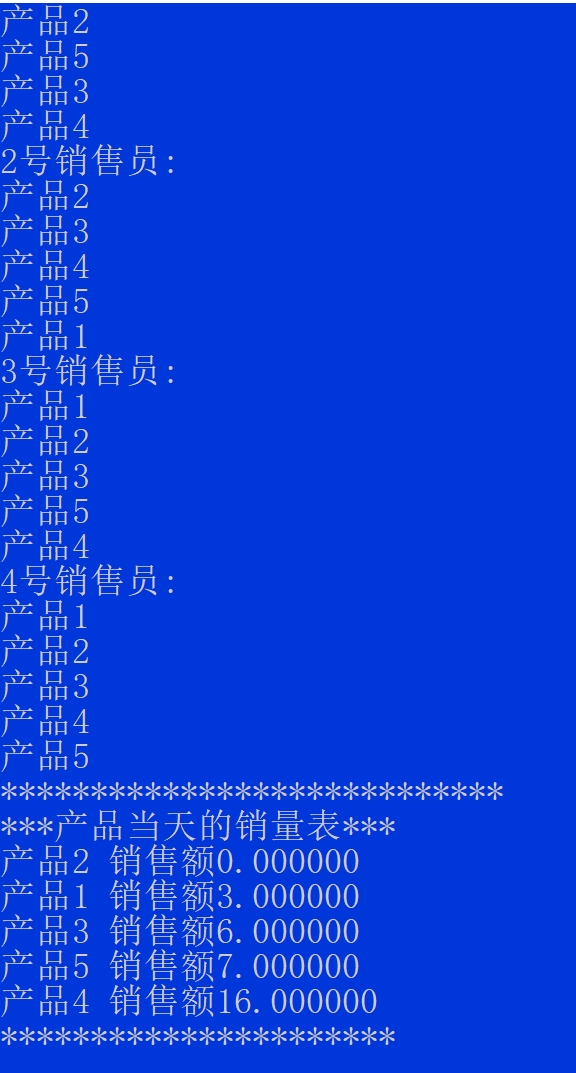 产品2
产品5
产品3
产品4
2号销售员:
产品2
产品3
产品4
产品5
产品1
3号销售员:
产品1
产品2
产品3
产品5
产品4
4号销售员:
产品1
产品2
产品3
产品4
产品5
****************************
***产品当天的销量表***
产品2 销售额0.000000
产品1 销售额3.000000
产品3 销售额6.000000
产品5 销售额7.000000
产品4 销售额16.000000
**********************